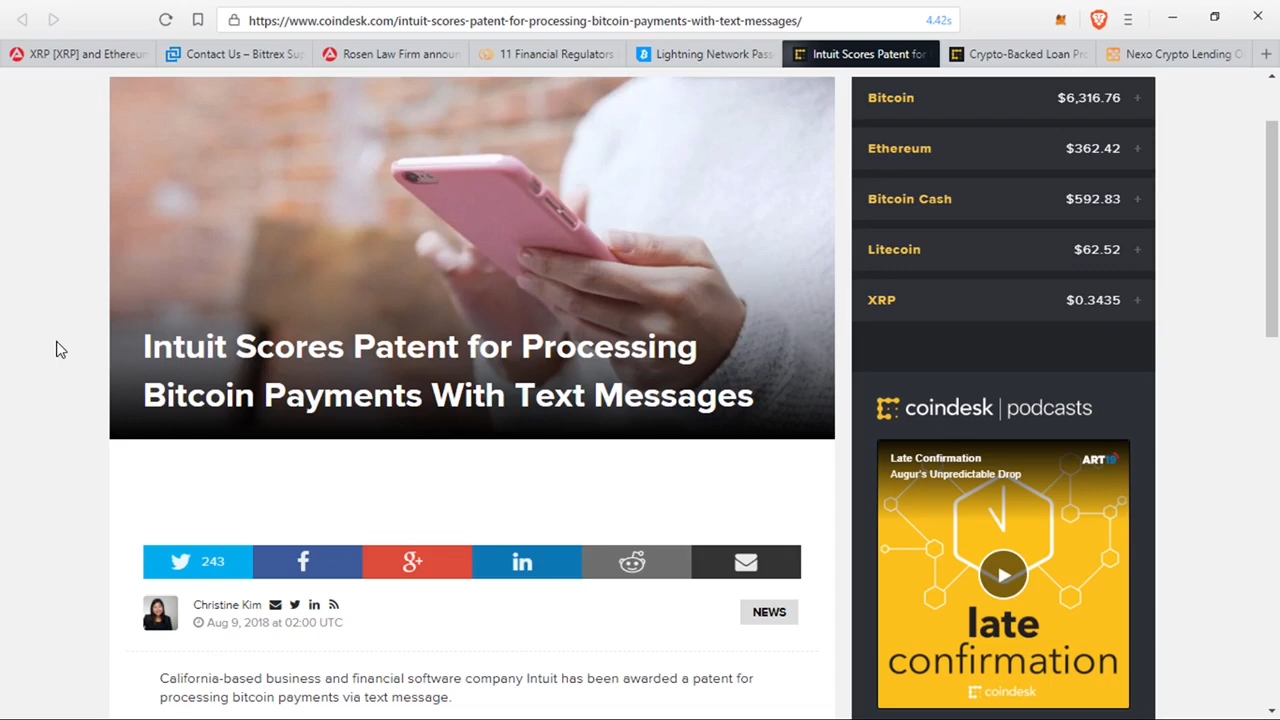 https://www.coindesk.com/intuit-scores-patent-for-processing-bitcoin-payments-with-text-messages/
4.42s
XRP [XRP] and Ethereum
Contact Us – Bittrex Sup
Rosen Law Firm announ
11 Financial Regulators
Lightning Network Pas
Intuit Scores Patent for
Crypto-Backed Loan Pro
Nexo Crypto Lending
Intuit Scores Patent for Processing
Bitcoin Payments With Text Messages
243
Christine Kim
Aug 9, 2018 at 02:00 UTC
NEWS
California-based business and financial software company Intuit has been awarded a patent for
processing bitcoin payments via text message.
Bitcoin $6,316.76 +
Ethereum $362.42 +
Bitcoin Cash $592.83 +
Litecoin $62.52 +
XRP $0.3435 +
coindesk | podcasts
Late Confirmation
Augur's Unpredictable Drop
ART19
late
confirmation
coindesk